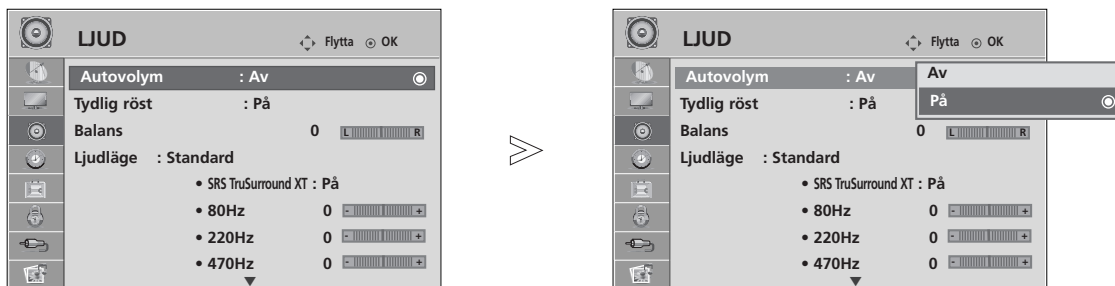 LJUD
Flytta OK
Autovolym : Av
Tydlig röst : På
Balans 0 L R
Ljudläge : Standard
• SRS TruSurround XT : På
• 80Hz 0 - +
• 220Hz 0 - +
• 470Hz 0 - +
LJUD
Flytta OK
Autovolym : Av
Av
På
Tydlig röst : På
Balans 0 L R
Ljudläge : Standard
• SRS TruSurround XT : På
• 80Hz 0 - +
• 220Hz 0 - +
• 470Hz 0 - +